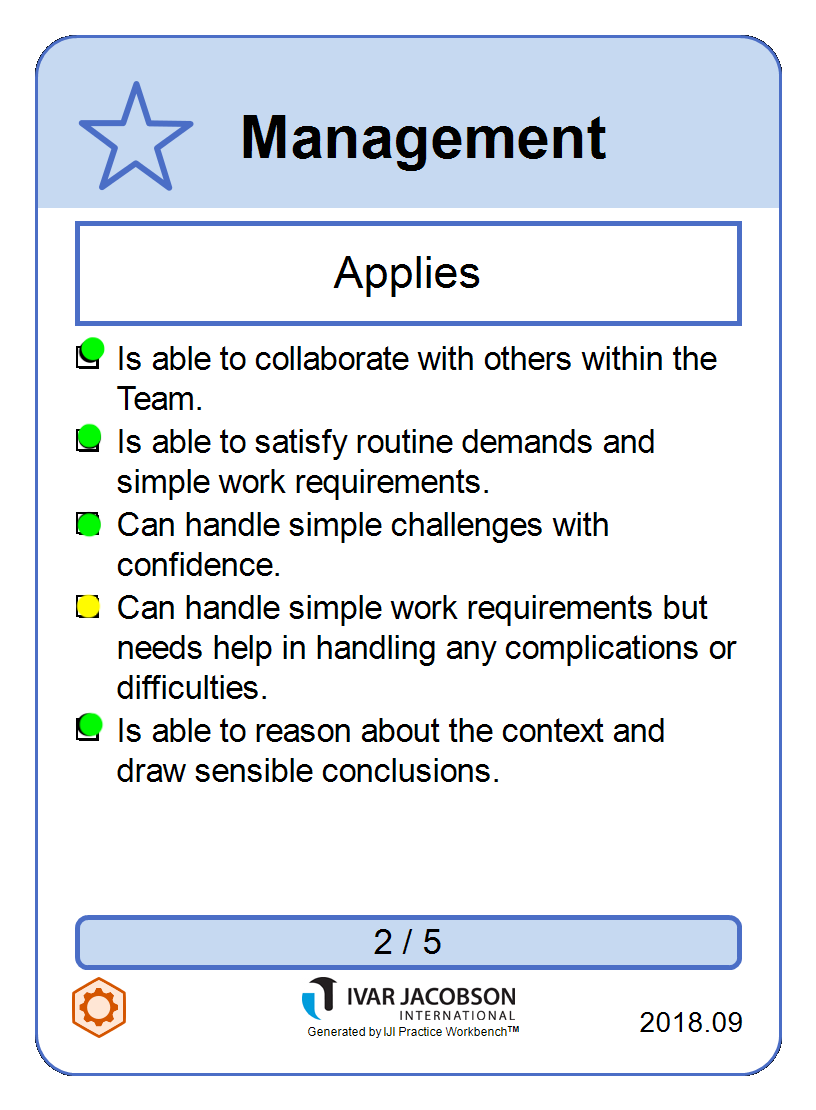 Management
Applies
Is able to collaborate with others within the
Team.
Is able to satisfy routine demands and
simple work requirements.
Can handle simple challenges with
confidence.
Can handle simple work requirements but
needs help in handling any complications or
difficulties.
Is able to reason about the context and
draw sensible conclusions.
2 / 5
IVAR JACOBSON
INTERNATIONAL
Generated by IJI Practice Workbench™
2018.09